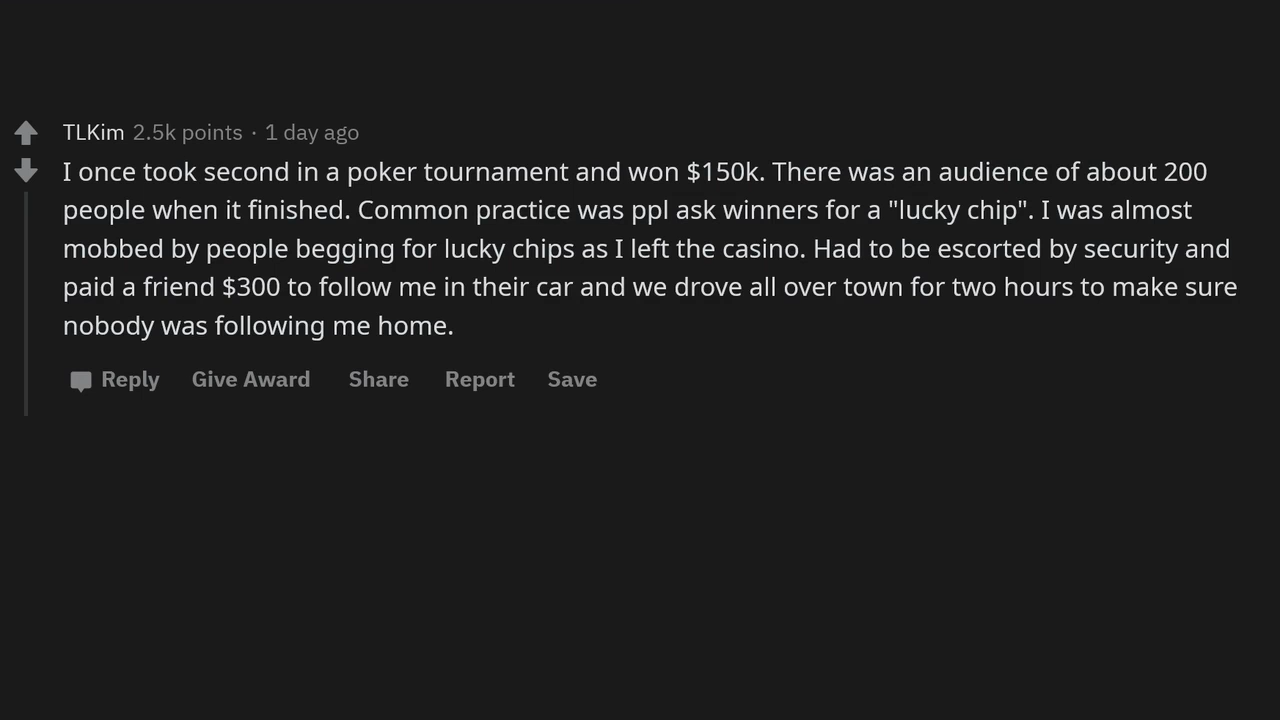 TLKim 2.5k points · 1 day ago
I once took second in a poker tournament and won $150k. There was an audience of about 200
people when it finished. Common practice was ppl ask winners for a "lucky chip". I was almost
mobbed by people begging for lucky chips as I left the casino. Had to be escorted by security and
paid a friend $300 to follow me in their car and we drove all over town for two hours to make sure
nobody was following me home.
Reply Give Award Share Report Save